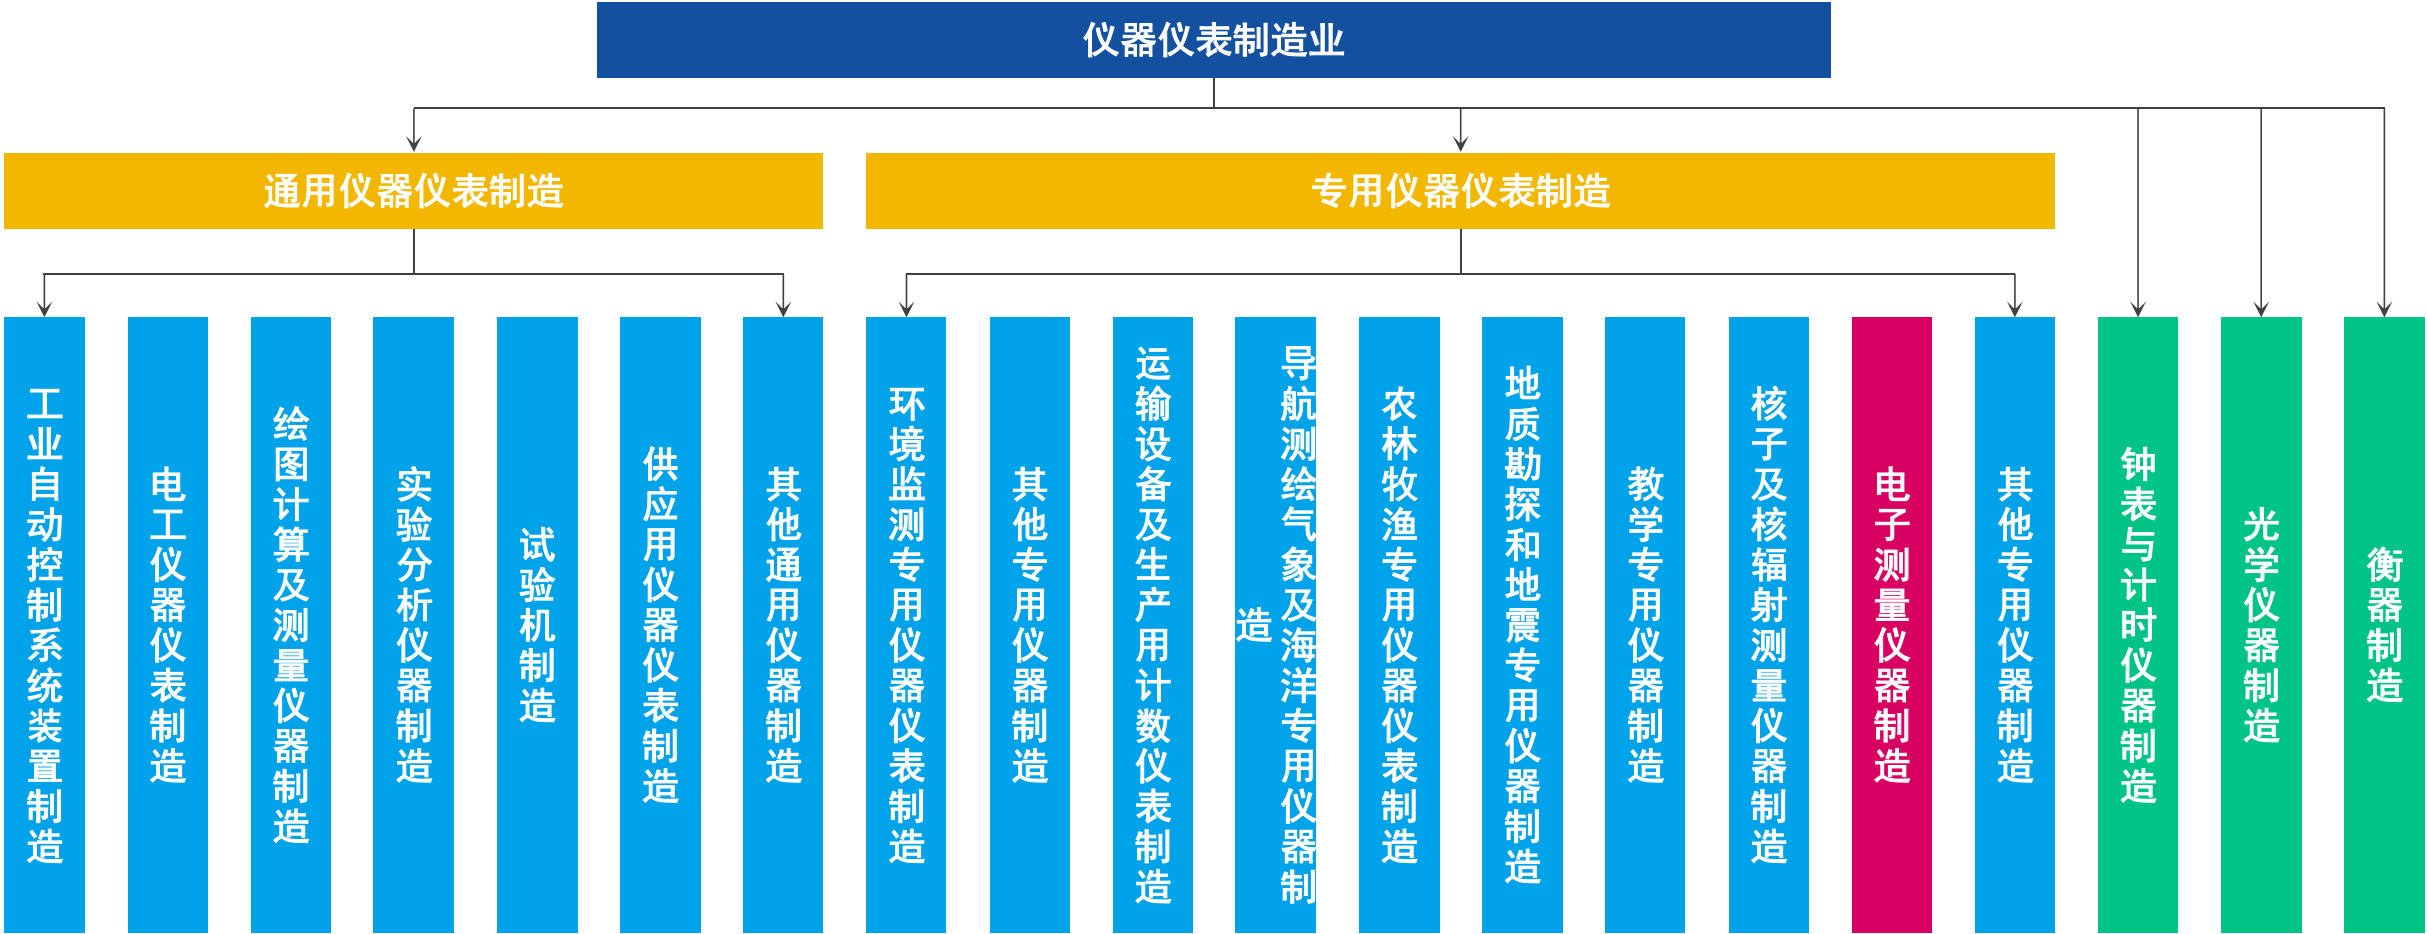 仪器仪表制造业
通用仪器仪表制造
专用仪器仪表制造
工业自动控制系统装置制造
电工仪器仪表制造
绘图计算及测量仪器制造
实验分析仪器制造
试验机制造
供应用仪器仪表制造
其他通用仪器制造
环境监测专用仪器仪表制造
其他专用仪器制造
运输设备及生产用计数仪表制造
导航测绘气象及海洋专用仪器制
造
农林牧渔专用仪器仪表制造
地质勘探和地震专用仪器制造
教学专用仪器制造
核子及核辐射测量仪器制造
电子测量仪器制造
其他专用仪器制造
钟表与计时仪器制造
光学仪器制造
衡器制造